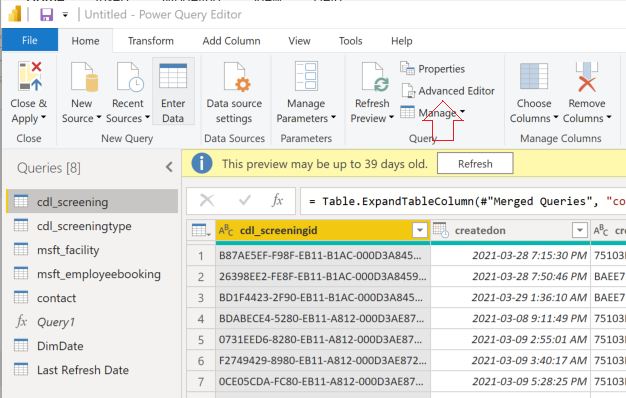 Untitled - Power Query Editor
File Home Transform Add Column View Tools Help
Close & Apply
New Source
Recent Sources
Enter Data
Data source settings
Manage Parameters
Refresh Preview
Properties
Advanced Editor
Manage
Choose Columns
Remove Columns
Close New Query Data Sources Parameters Query Manage Columns
Queries [8]
This preview may be up to 39 days old. Refresh
cdl_screening
cdl_screeningtype
msft_facility
msft_employeebooking
contact
fx Query1
DimDate
Last Refresh Date
fx = Table.ExpandTableColumn(#"Merged Queries", "co
ABC cdl_screeningid createdon ABC cre
1 B87AE5EF-F98F-EB11-B1AC-000D3A845... 2021-03-28 7:15:30 PM 75103
2 26398EE2-FE8F-EB11-B1AC-000D3A8459... 2021-03-28 7:50:46 PM BAEE7
3 BD1F4423-2F90-EB11-B1AC-000D3A845... 2021-03-29 1:36:10 AM BAEE7
4 BDABECE4-5280-EB11-A812-000D3AE87... 2021-03-08 9:11:49 PM 75103
5 0731EED6-8280-EB11-A812-000D3AE87... 2021-03-09 2:55:01 AM 75103
6 F2749429-8980-EB11-A812-000D3AE872... 2021-03-09 3:40:17 AM 75103
7 0CE05CDA-FC80-EB11-A812-000D3AE87... 2021-03-09 5:28:25 PM 75103